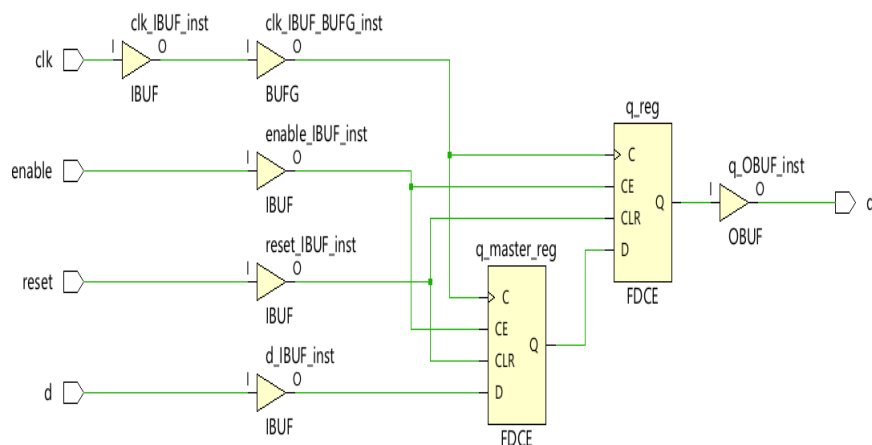 clk_IBUF_inst
clk_IBUF_BUFG_inst
clk
I
O
IBUF
I
O
BUFG
q_reg
enable_IBUF_inst
enable
I
O
IBUF
C
CE
CLR
D
Q
FDCE
q_OBUF_inst
I
O
OBUF
reset_IBUF_inst
reset
I
O
IBUF
q_master_reg
C
CE
CLR
D
Q
FDCE
d_IBUF_inst
d
I
O
IBUF